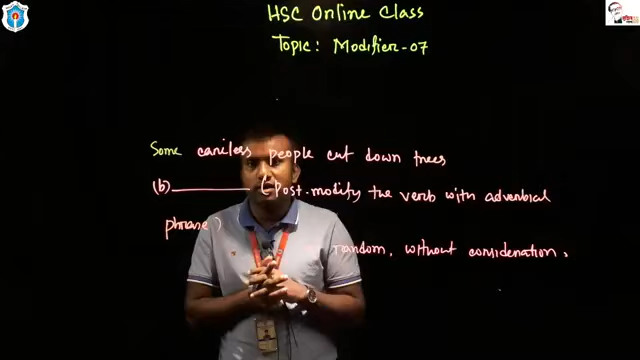 HSC Online Class
Topic: Modifier-07
Some careless people cut down trees
(b)________ (Post-modify the verb with adverbial
phrase)
random, without consideration,